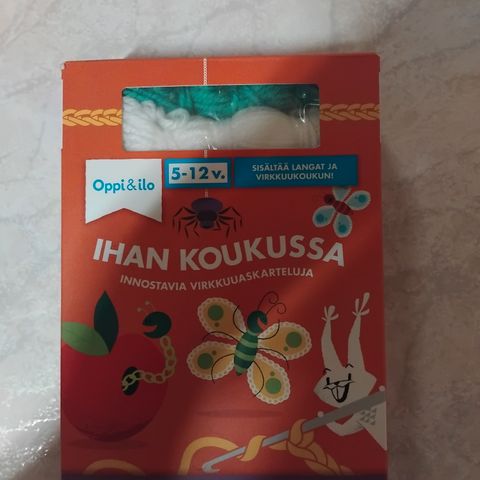 Oppi&ilo
5-12 v.
SISÄLTÄÄ LANGAT JA
VIRKKUUKOUKUN!
IHAN KOUKUSSA
INNOSTAVIA VIRKKUUASKARTELUJA